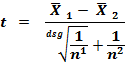 t = X̄ 1 − X̄ 2
dsg √ 1/n¹ + 1/n²